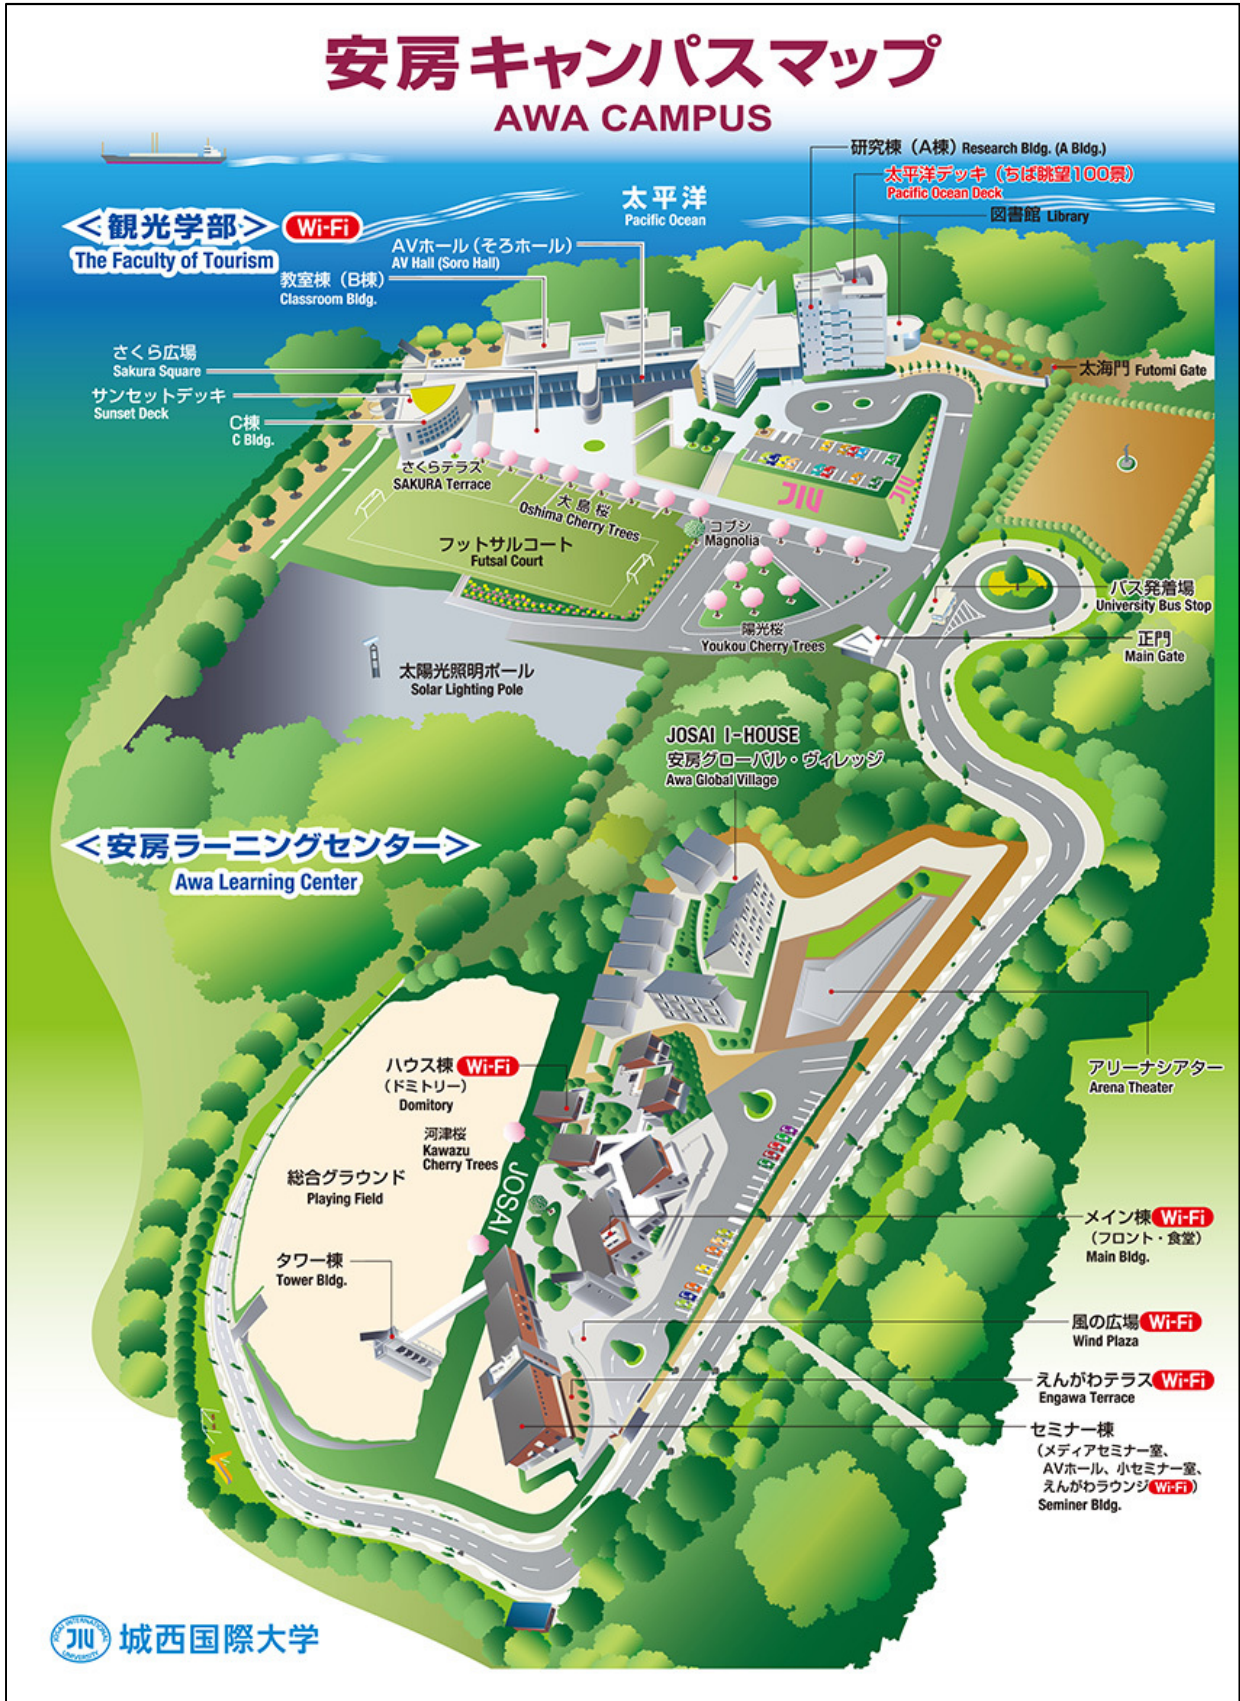 安房キャンパスマップ
AWA CAMPUS
研究棟（A棟）Research Bldg. (A Bldg.)
太平洋デッキ（ちば眺望100景）
Pacific Ocean Deck
図書館 Library
太平洋
Pacific Ocean
＜観光学部＞ Wi-Fi
The Faculty of Tourism
AVホール（そろホール）
AV Hall (Soro Hall)
教室棟（B棟）
Classroom Bldg.
さくら広場
Sakura Square
サンセットデッキ
Sunset Deck
C棟
C Bldg.
太海門 Futomi Gate
さくらテラス
SAKURA Terrace
大島桜
Oshima Cherry Trees
JIU
JIU
コブシ
Magnolia
フットサルコート
Futsal Court
バス発着場
University Bus Stop
陽光桜
Youkou Cherry Trees
正門
Main Gate
太陽光照明ポール
Solar Lighting Pole
JOSAI I-HOUSE
安房グローバル・ヴィレッジ
Awa Global Village
＜安房ラーニングセンター＞
Awa Learning Center
アリーナシアター
Arena Theater
ハウス棟 Wi-Fi
（ドミトリー）
Domitory
河津桜
Kawazu
Cherry Trees
JOSAI
総合グラウンド
Playing Field
メイン棟 Wi-Fi
（フロント・食堂）
Main Bldg.
タワー棟
Tower Bldg.
風の広場 Wi-Fi
Wind Plaza
えんがわテラス Wi-Fi
Engawa Terrace
セミナー棟
（メディアセミナー室、
AVホール、小セミナー室、
えんがわラウンジ Wi-Fi）
Seminer Bldg.
JOSAI INTERNATIONAL
JIU
UNIVERSITY
城西国際大学